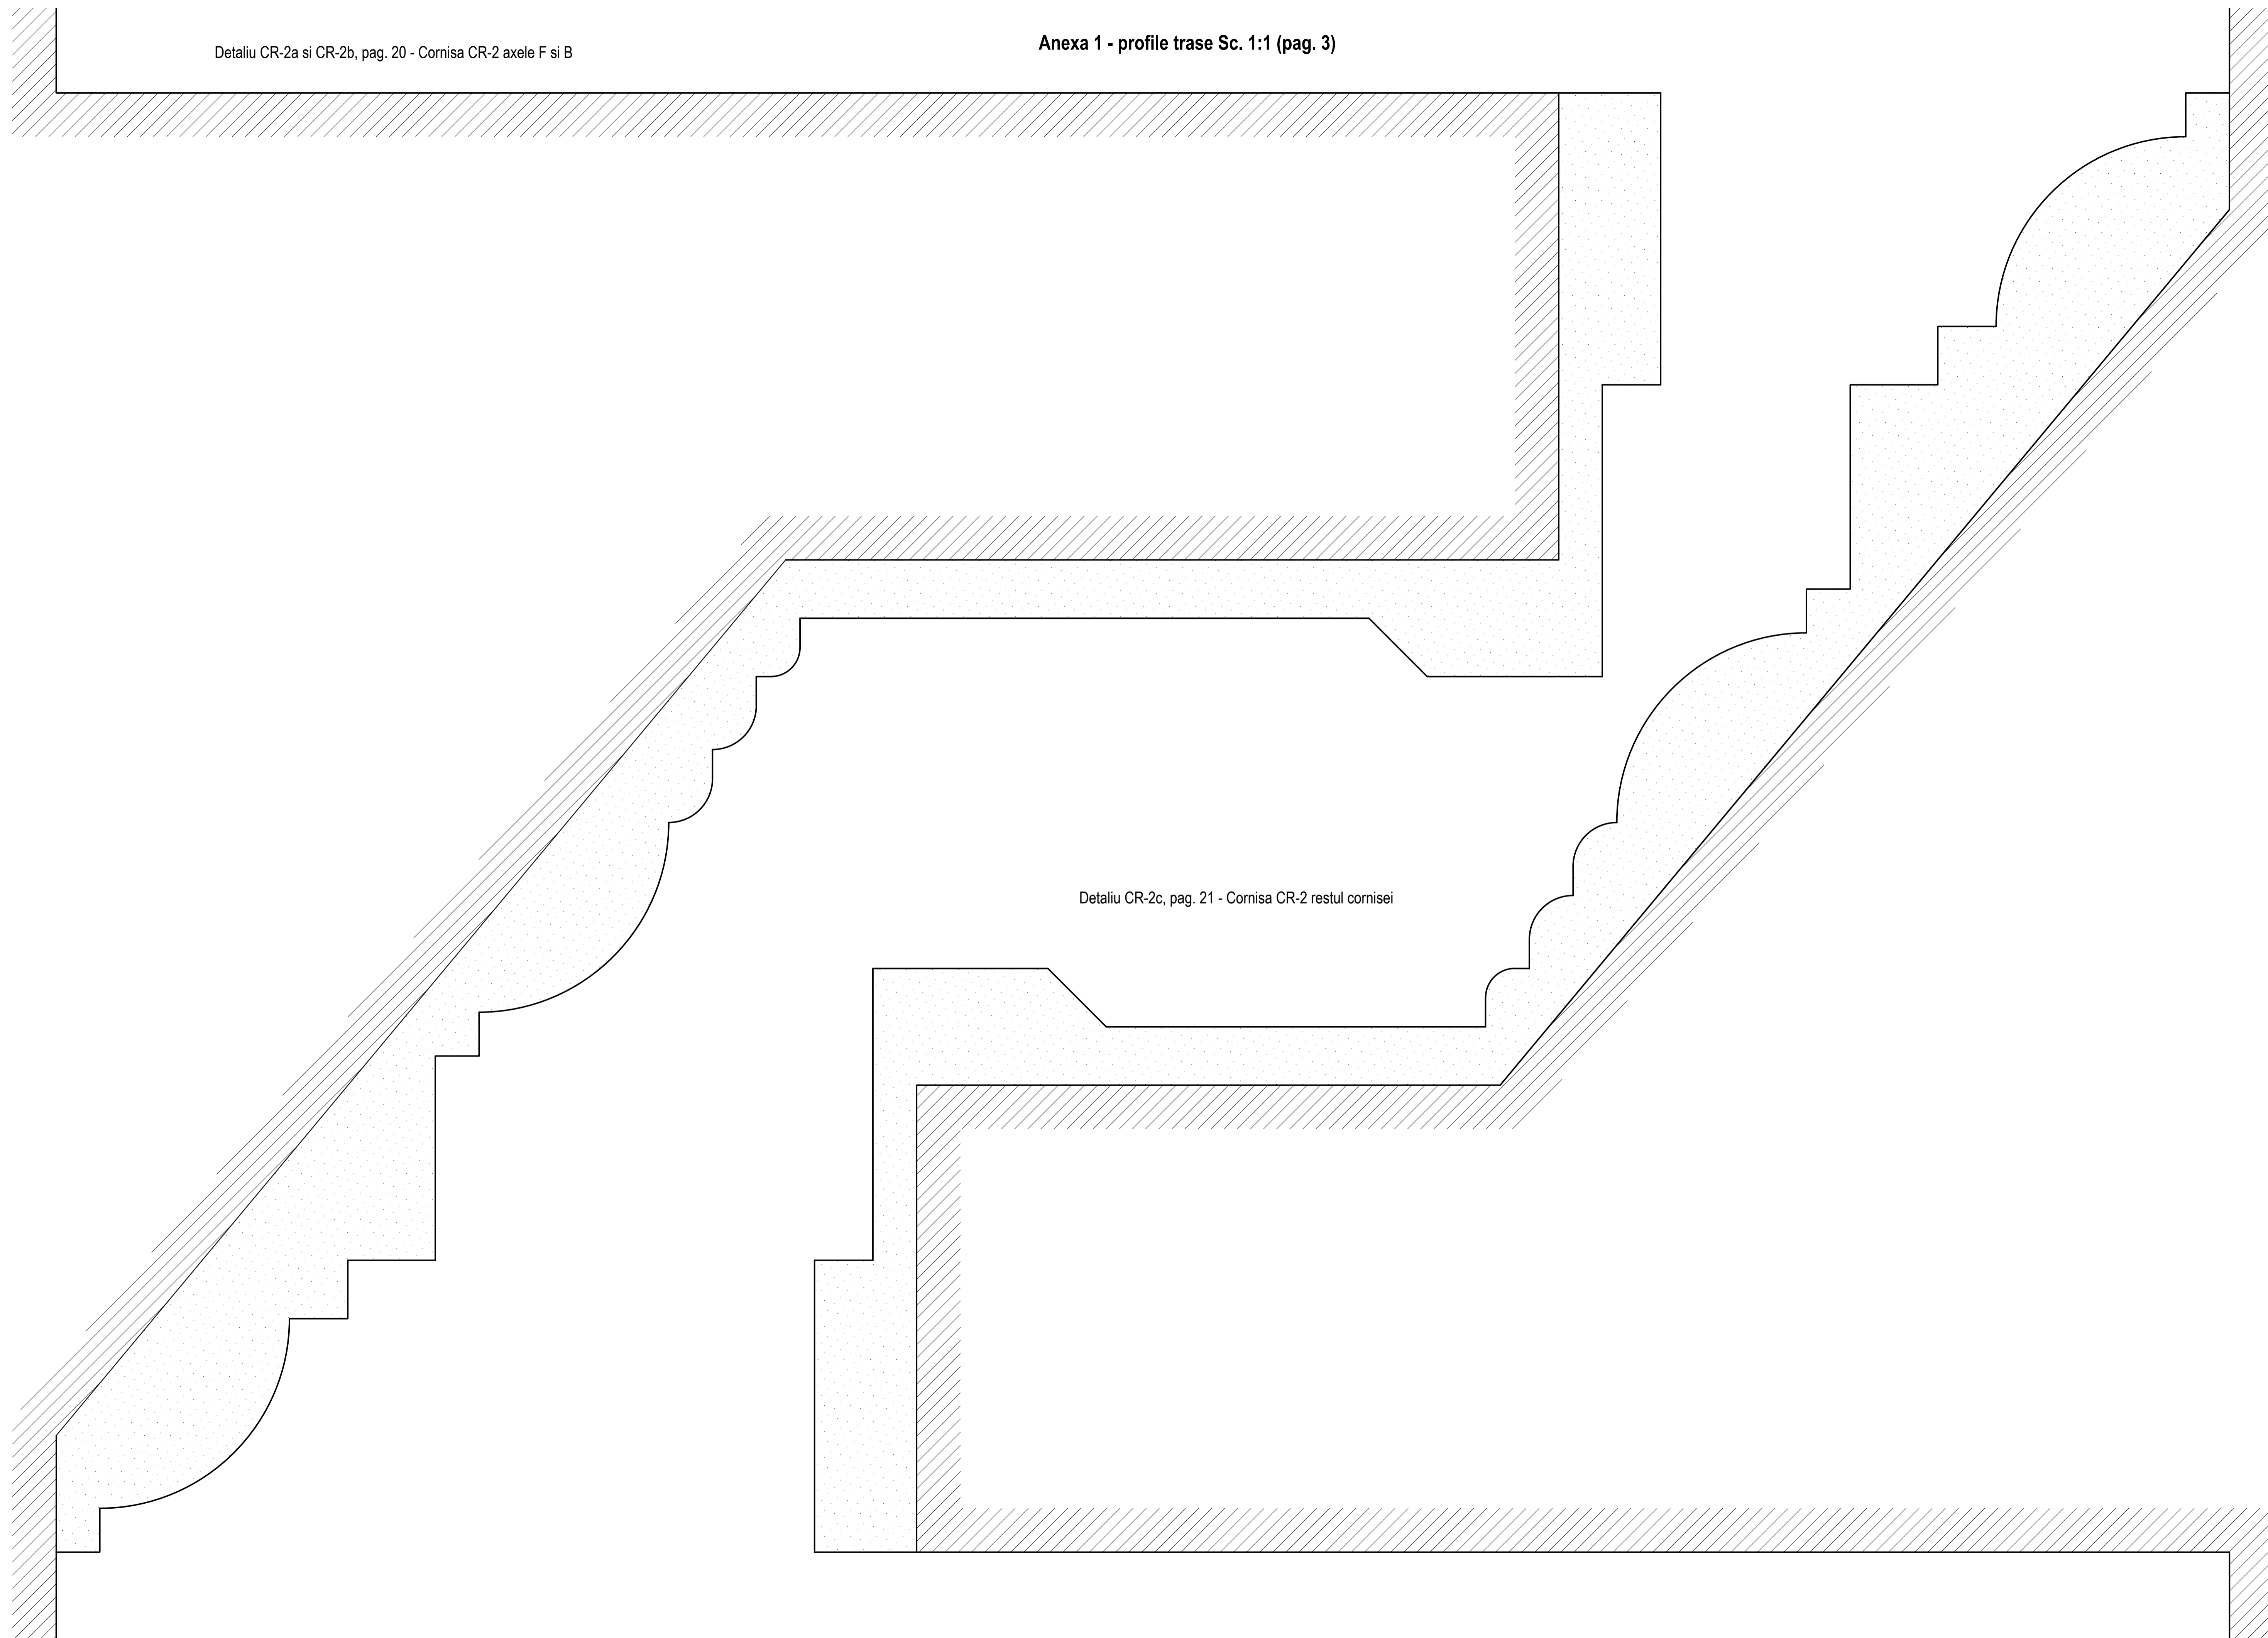 Detaliu CR-2a si CR-2b, pag. 20 - Cornisa CR-2 axele F si B
Anexa 1 - profile trase Sc. 1:1 (pag. 3)
Detaliu CR-2c, pag. 21 - Cornisa CR-2 restul cornisei